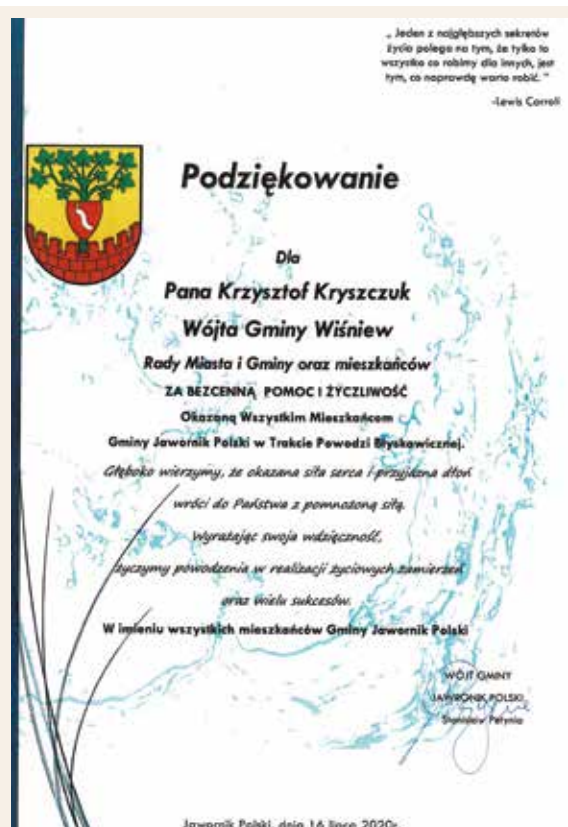 „ Jeden z najgłębszych sekretów
życia polega na tym, że tylko to
wszystko co robimy dla innych, jest
tym, co naprawdę warto robić. "
-Lewis Carroll
Podziękowanie
Dla
Pana Krzysztof Kryszczuk
Wójta Gminy Wiśniew
Rady Miasta i Gminy oraz mieszkańców
ZA BEZCENNĄ POMOC I ŻYCZLIWOŚĆ
Okazaną Wszystkim Mieszkańcom
Gminy Jawornik Polski w Trakcie Powodzi Błyskawicznej.
Głęboko wierzymy, że okazana siła serca i przyjazna dłoń
wróci do Państwa z pomnożoną siłą.
Wyrażając swoja wdzięczność,
życzymy powodzenia w realizacji życiowych zamierzeń
oraz wielu sukcesów.
W imieniu wszystkich mieszkańców Gminy Jawornik Polski
WÓJT GMINY
JAWRONIK POLSKI
Stanisław Petynia
Jawornik Polski, dnia 16 lipca 2020r.